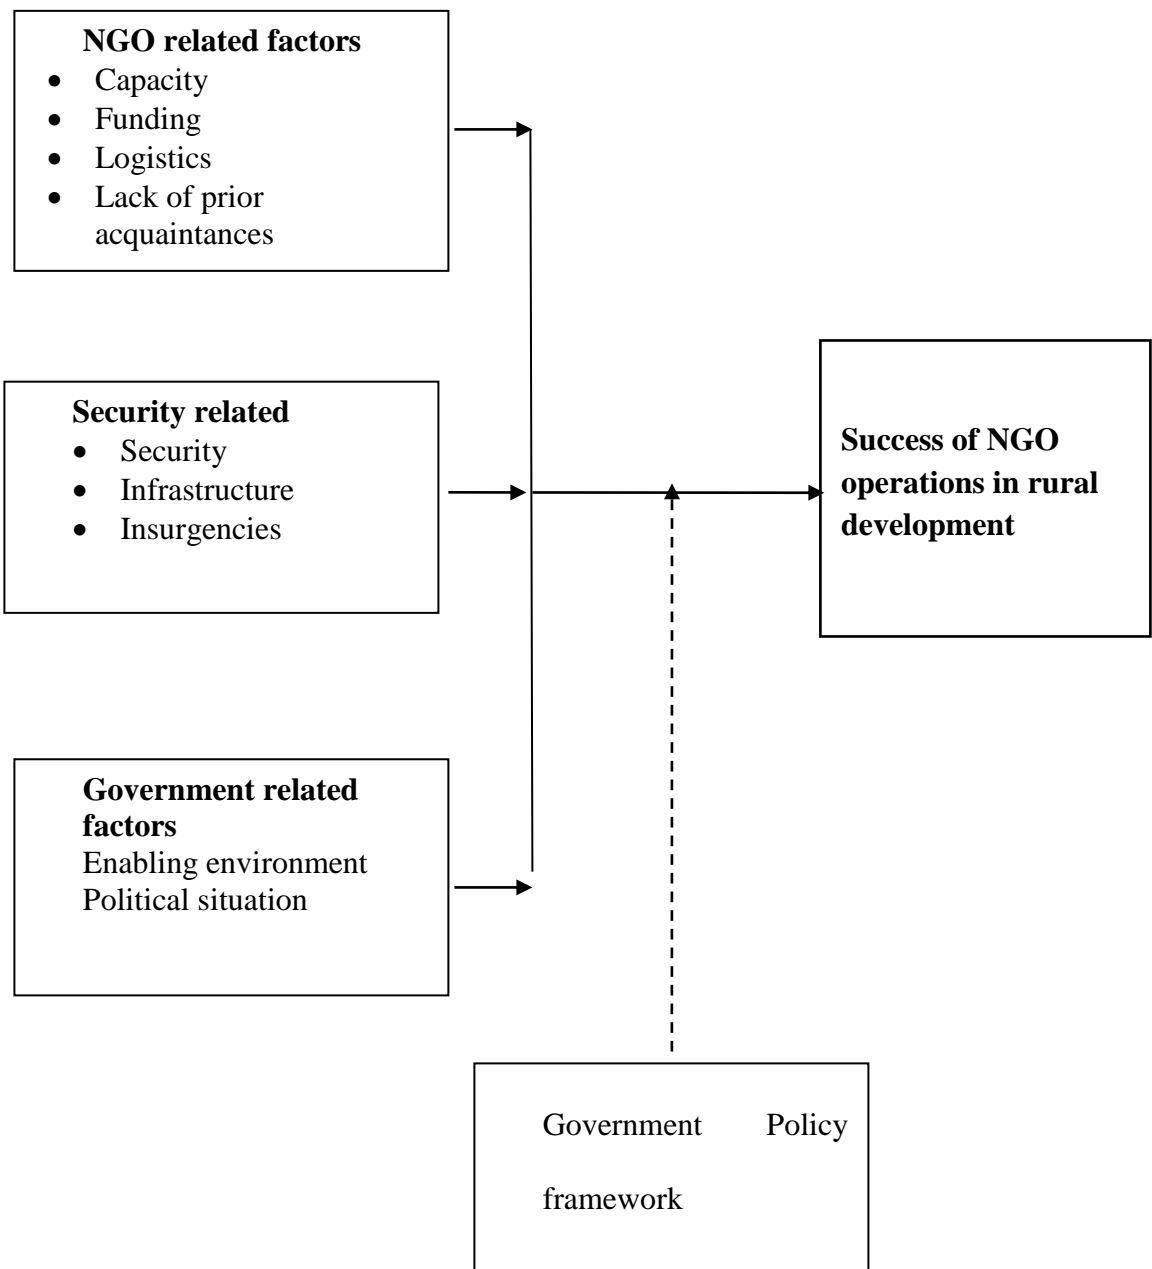 NGO related factors
• Capacity
• Funding
• Logistics
• Lack of prior
acquaintances
Security related
• Security
• Infrastructure
• Insurgencies
Success of NGO
operations in rural
development
Government related
factors
Enabling environment
Political situation
Government Policy
framework